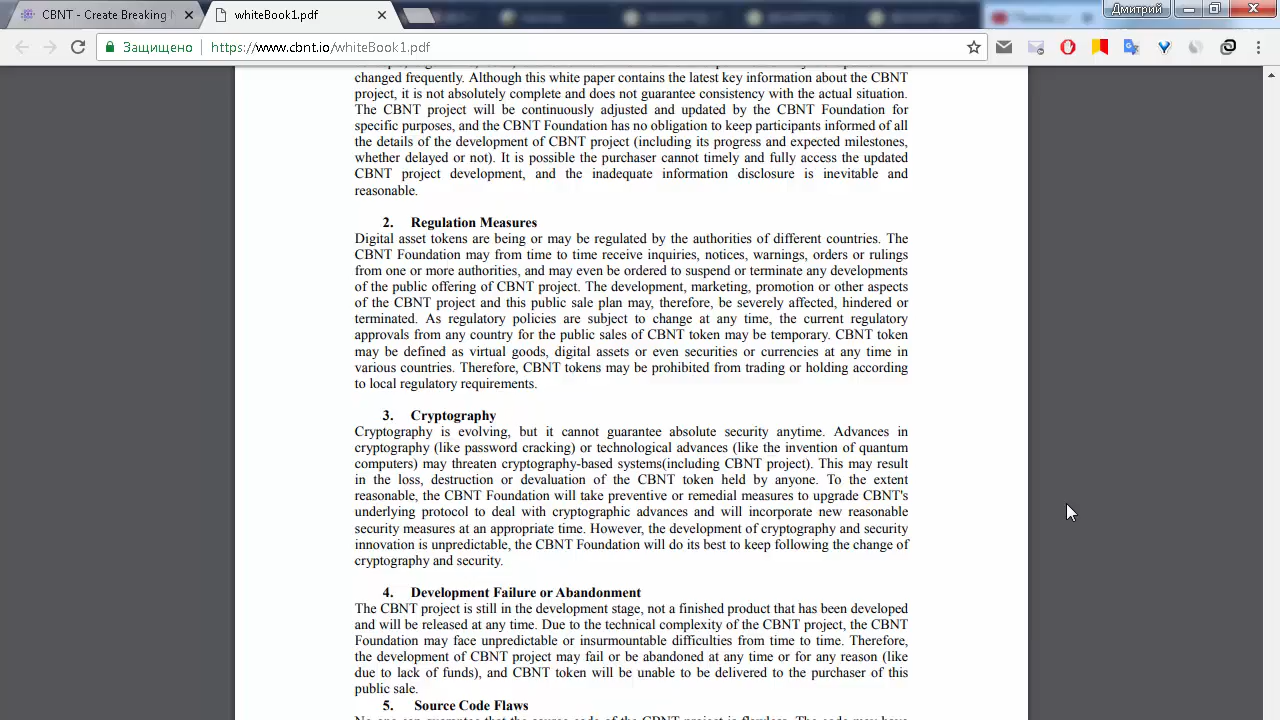 CBNT - Create Breaking
whiteBook1.pdf
Дмитрий
Защищено
https://www.cbnt.io/whiteBook1.pdf
changed frequently. Although this white paper contains the latest key information about the CBNT
project, it is not absolutely complete and does not guarantee consistency with the actual situation.
The CBNT project will be continuously adjusted and updated by the CBNT Foundation for
specific purposes, and the CBNT Foundation has no obligation to keep participants informed of all
the details of the development of CBNT project (including its progress and expected milestones,
whether delayed or not). It is possible the purchaser cannot timely and fully access the updated
CBNT project development, and the inadequate information disclosure is inevitable and
reasonable.
2. Regulation Measures
Digital asset tokens are being or may be regulated by the authorities of different countries. The
CBNT Foundation may from time to time receive inquiries, notices, warnings, orders or rulings
from one or more authorities, and may even be ordered to suspend or terminate any developments
of the public offering of CBNT project. The development, marketing, promotion or other aspects
of the CBNT project and this public sale plan may, therefore, be severely affected, hindered or
terminated. As regulatory policies are subject to change at any time, the current regulatory
approvals from any country for the public sales of CBNT token may be temporary. CBNT token
may be defined as virtual goods, digital assets or even securities or currencies at any time in
various countries. Therefore, CBNT tokens may be prohibited from trading or holding according
to local regulatory requirements.
3. Cryptography
Cryptography is evolving, but it cannot guarantee absolute security anytime. Advances in
cryptography (like password cracking) or technological advances (like the invention of quantum
computers) may threaten cryptography-based systems(including CBNT project). This may result
in the loss, destruction or devaluation of the CBNT token held by anyone. To the extent
reasonable, the CBNT Foundation will take preventive or remedial measures to upgrade CBNT's
underlying protocol to deal with cryptographic advances and will incorporate new reasonable
security measures at an appropriate time. However, the development of cryptography and security
innovation is unpredictable, the CBNT Foundation will do its best to keep following the change of
cryptography and security.
4. Development Failure or Abandonment
The CBNT project is still in the development stage, not a finished product that has been developed
and will be released at any time. Due to the technical complexity of the CBNT project, the CBNT
Foundation may face unpredictable or insurmountable difficulties from time to time. Therefore,
the development of CBNT project may fail or be abandoned at any time or for any reason (like
due to lack of funds), and CBNT token will be unable to be delivered to the purchaser of this
public sale.
5. Source Code Flaws